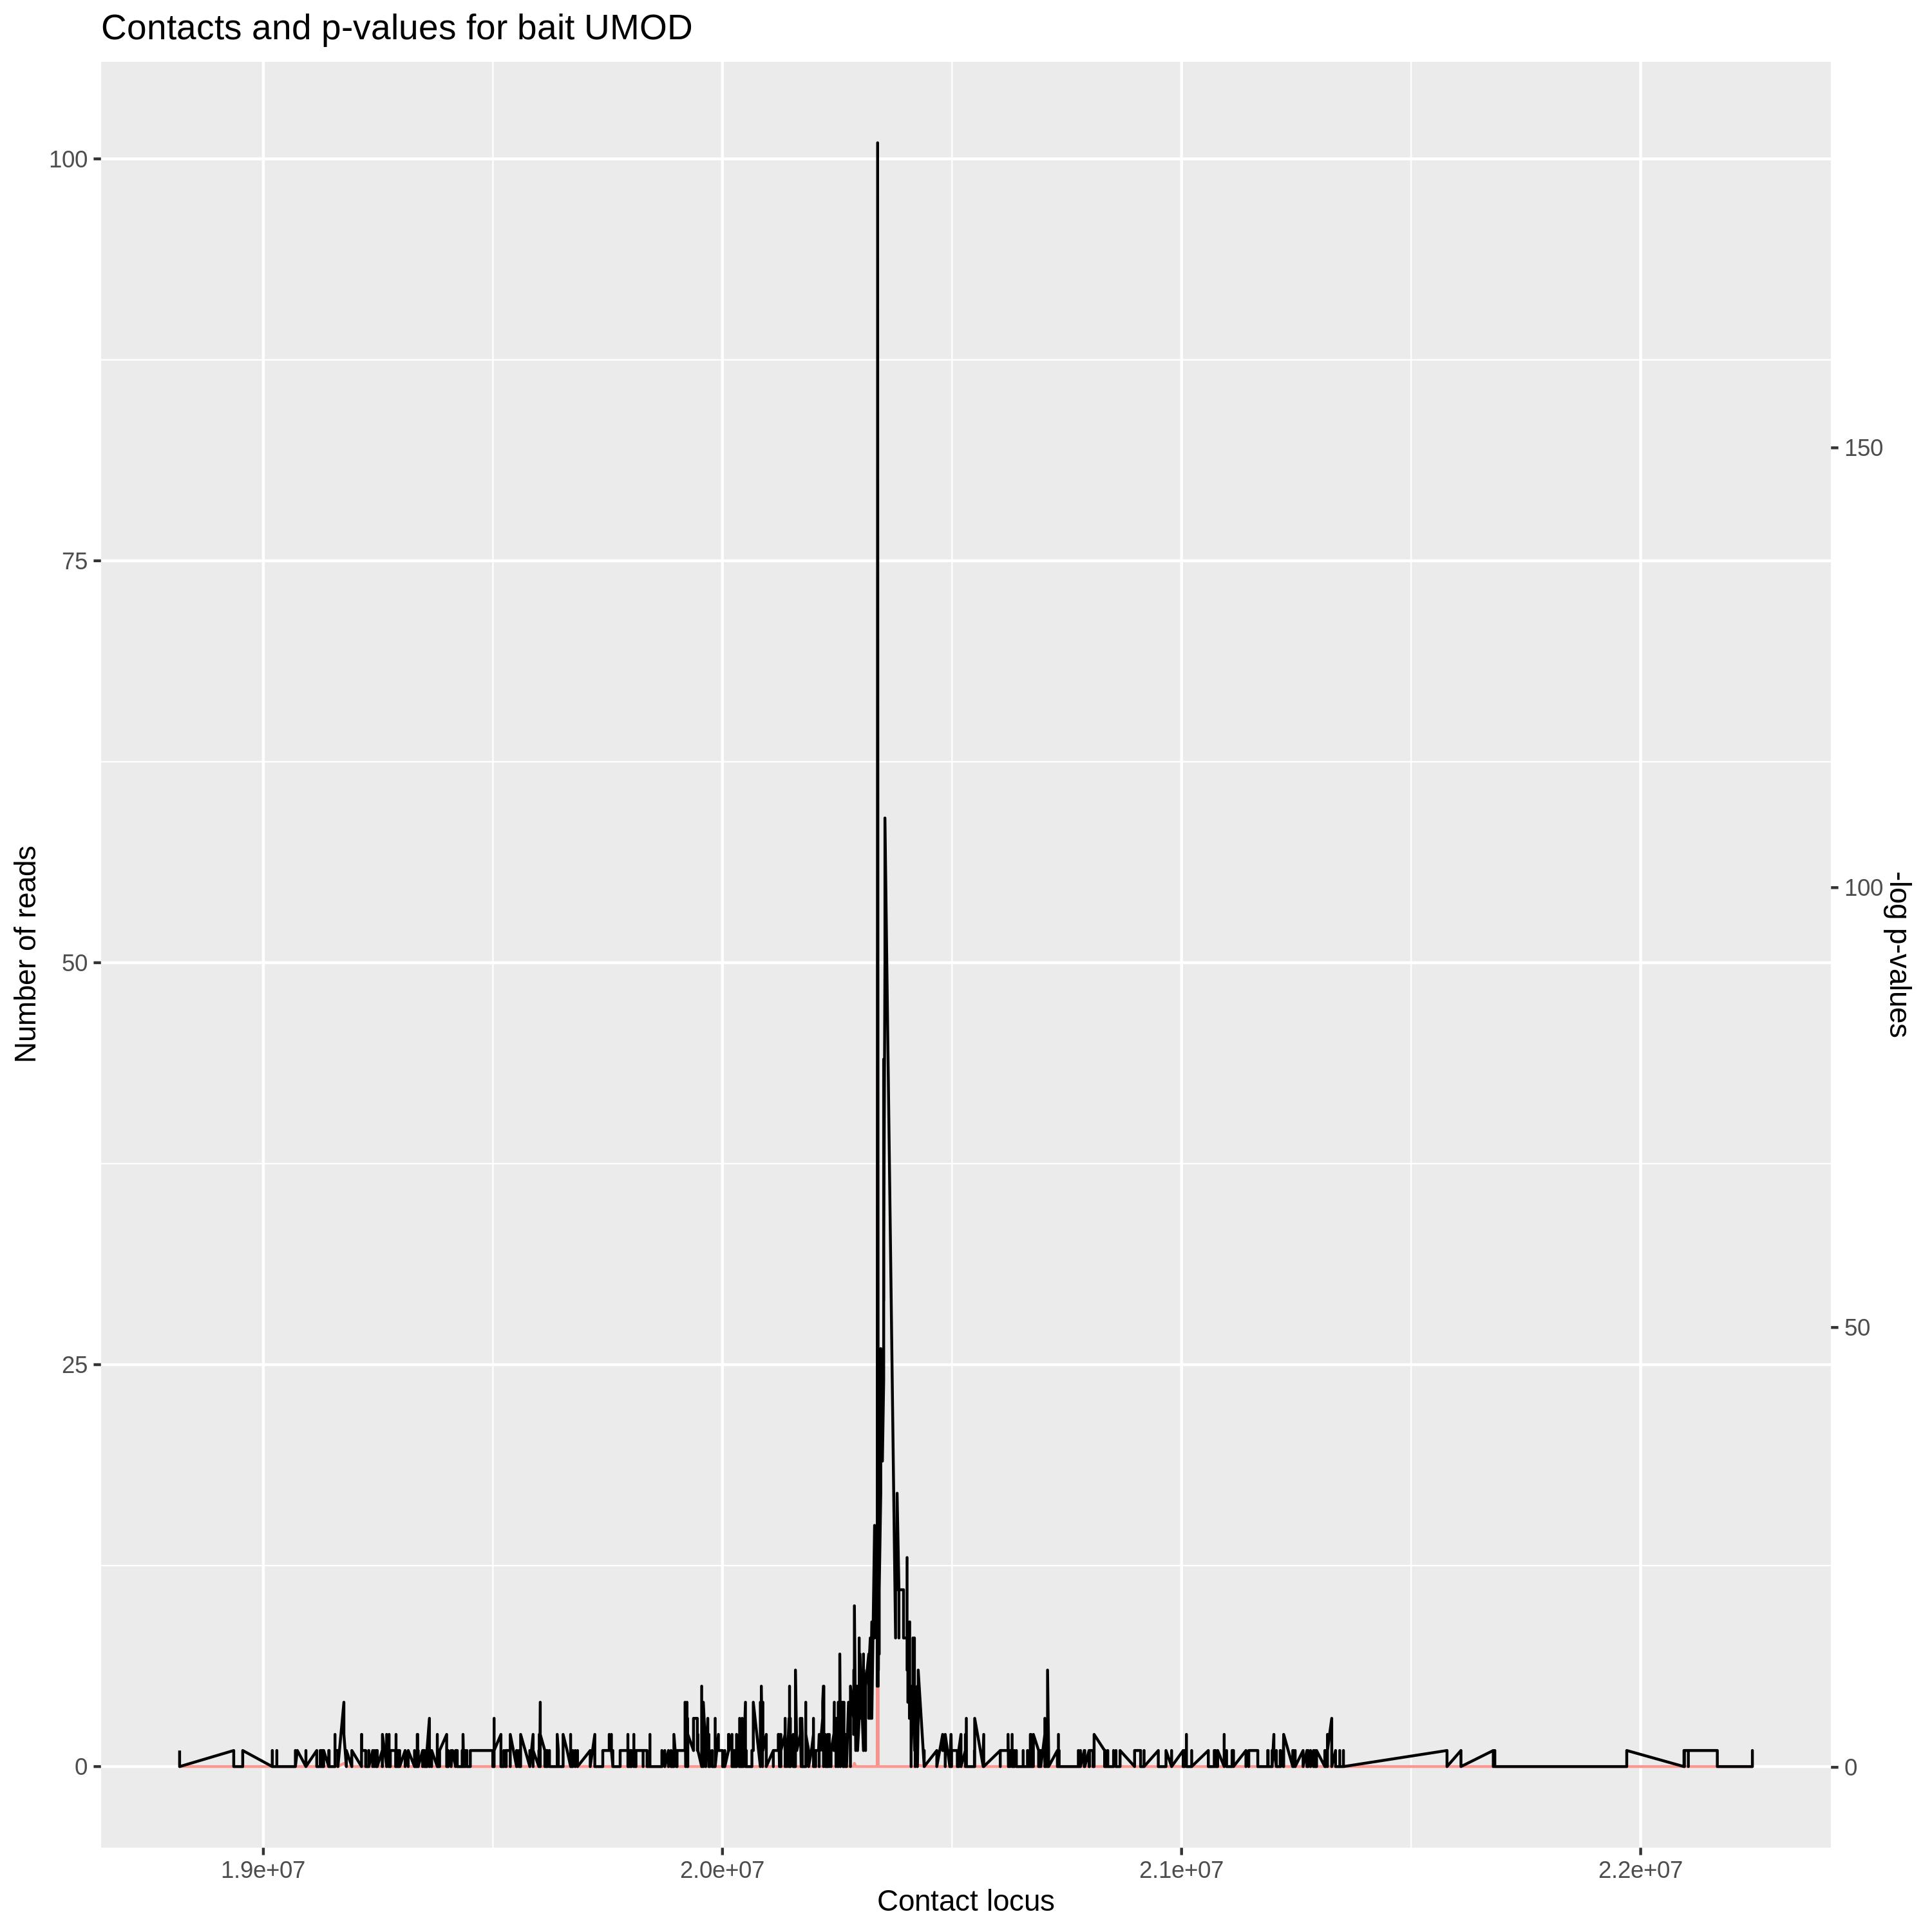 Contacts and p-values for bait UMOD
100
75
50
25
0
Number of reads
150
100
50
0
-log p-values
1.9e+07 2.0e+07 2.1e+07 2.2e+07
Contact locus